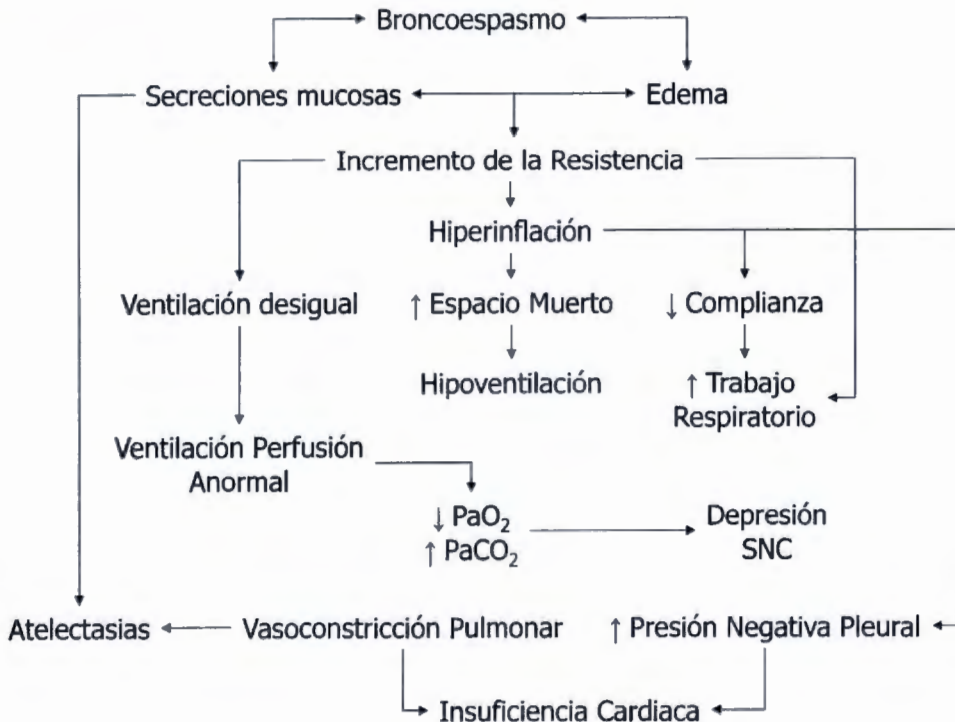 Broncoespasmo
Secreciones mucosas
Edema
Incremento de la Resistencia
Hiperinflación
Ventilación desigual
↑ Espacio Muerto
↓ Complianza
Hipoventilación
↑ Trabajo
Respiratorio
Ventilación Perfusión
Anormal
↓ PaO₂
↑ PaCO₂
Depresión
SNC
Atelectasias
Vasoconstricción Pulmonar
↑ Presión Negativa Pleural
Insuficiencia Cardiaca